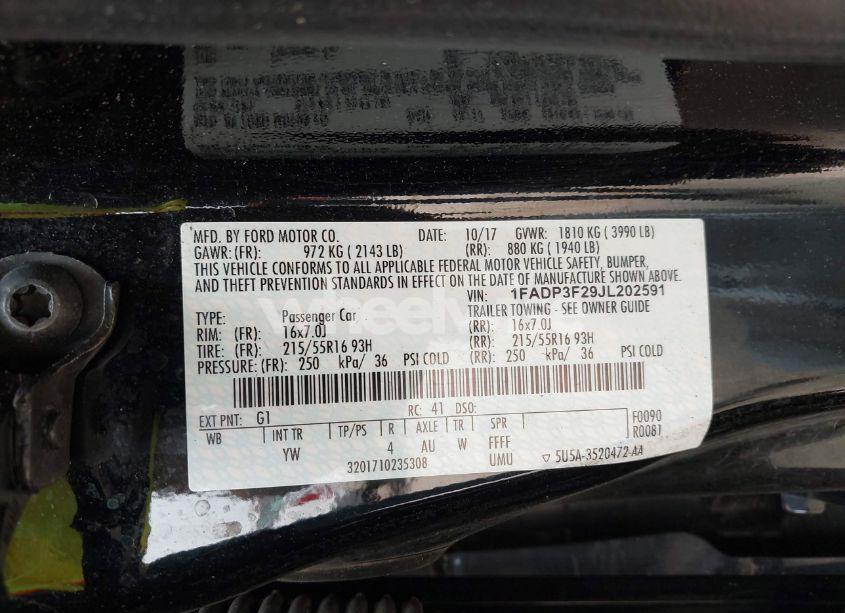 MFD. BY FORD MOTOR CO. DATE: 10/17 GVWR: 1810 KG ( 3990 LB)
GAWR: (FR): 972 KG ( 2143 LB) (RR): 880 KG ( 1940 LB)
THIS VEHICLE CONFORMS TO ALL APPLICABLE FEDERAL MOTOR VEHICLE SAFETY, BUMPER,
AND THEFT PREVENTION STANDARDS IN EFFECT ON THE DATE OF MANUFACTURE SHOWN ABOVE.
VIN: 1FADP3F29JL202591
TYPE: Passenger Car TRAILER TOWING - SEE OWNER GUIDE
RIM: (FR): 16x7.0J (RR): 16x7.0J
TIRE: (FR): 215/55R16 93H (RR): 215/55R16 93H
PRESSURE: (FR): 250 kPa/ 36 PSI COLD (RR): 250 kPa/ 36 PSI COLD
EXT PNT: G1 RC: 41 DSO: F0090
WB INT TR TP/PS R AXLE TR SPR R0081
YW 4 AU W FFFF
3201710235308 UMU ▽ 5U5A-3520472-AA